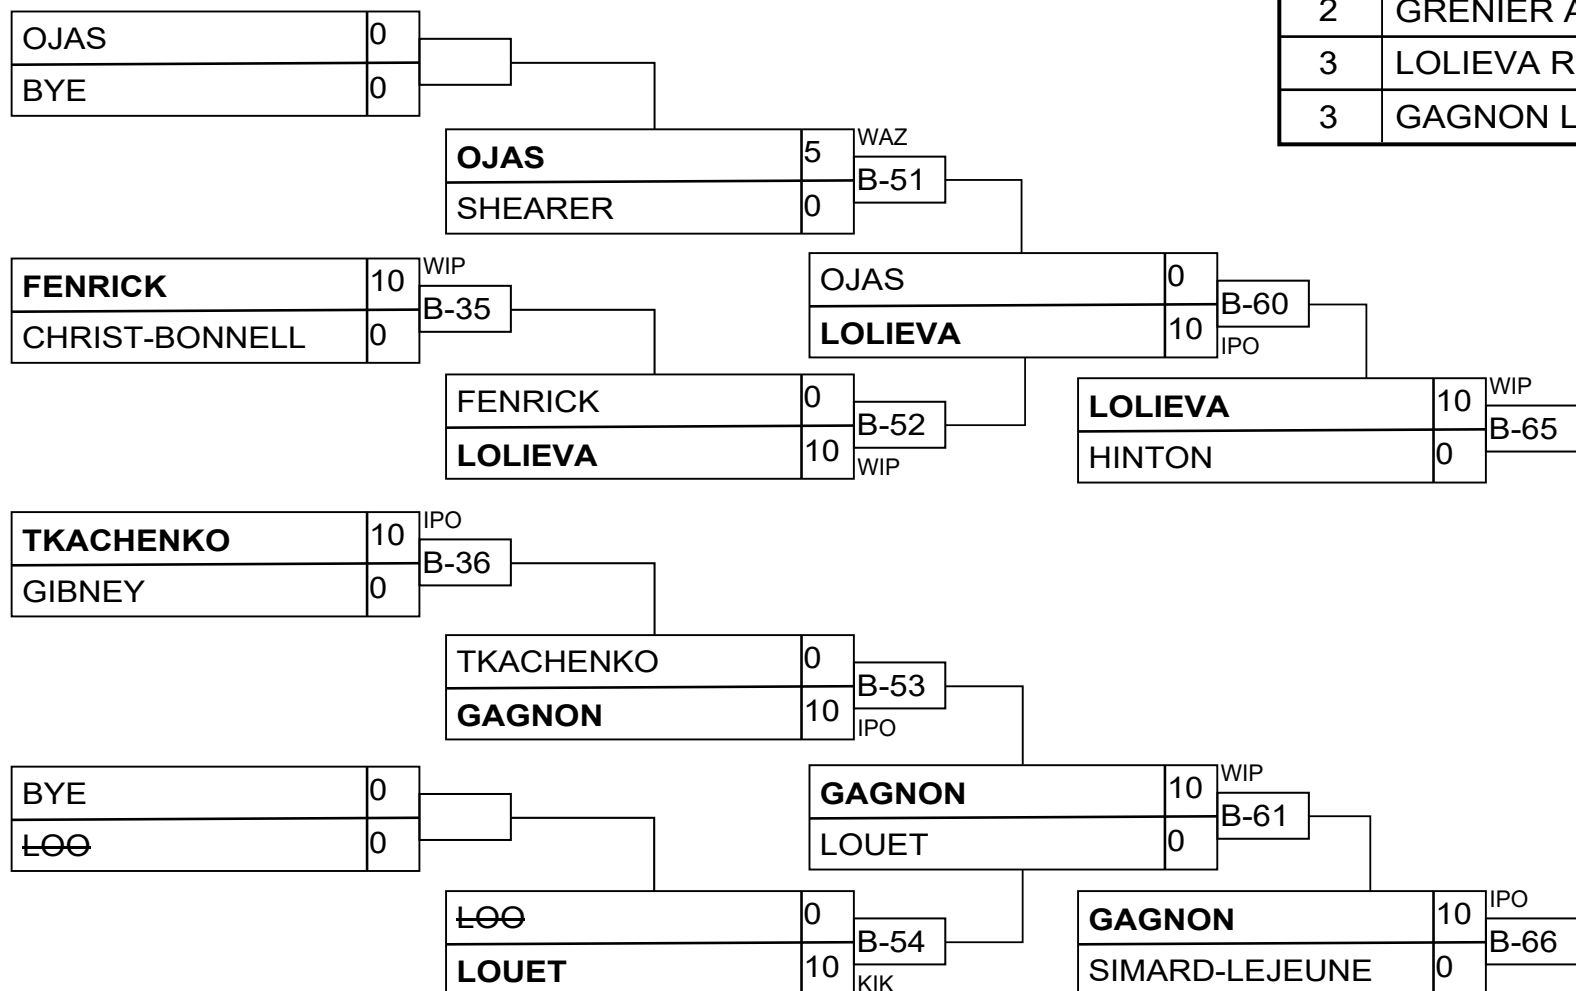 2 GRENIER A
3 LOLIEVA R
3 GAGNON L
OJAS 0
BYE 0
OJAS 5 WAZ
B-51
SHEARER 0
FENRICK 10 WIP
B-35
CHRIST-BONNELL 0
OJAS 0
B-60
LOLIEVA 10 IPO
FENRICK 0
B-52
LOLIEVA 10 WIP
LOLIEVA 10 WIP
B-65
HINTON 0
TKACHENKO 10 IPO
B-36
GIBNEY 0
TKACHENKO 0
B-53
GAGNON 10 IPO
BYE 0
LOO 0
GAGNON 10 WIP
B-61
LOUET 0
LOO 0
B-54
LOUET 10 KIK
GAGNON 10 IPO
B-66
SIMARD-LEJEUNE 0